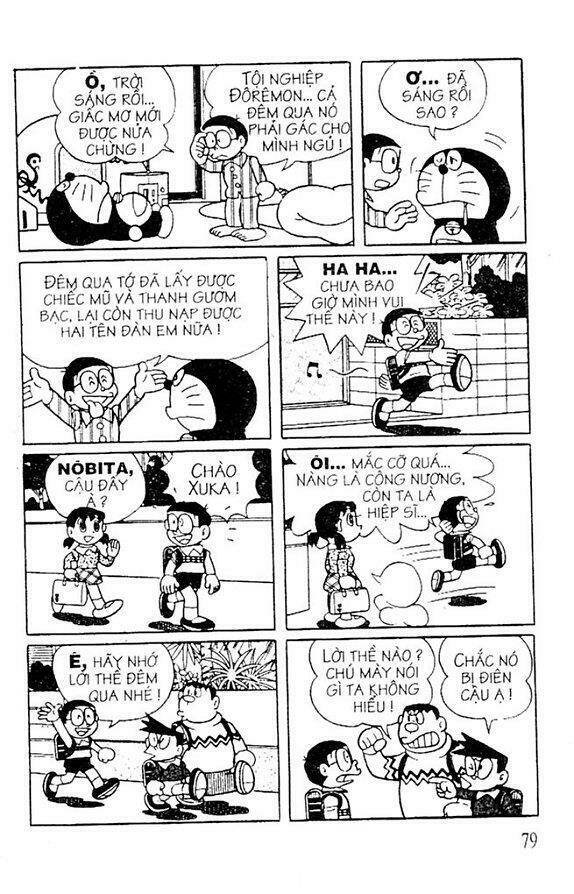 Ồ, TRỜI
SÁNG RỒI...
GIẤC MƠ MỚI
ĐƯỢC NỬA
CHỪNG !
TỘI NGHIỆP
ĐÔRÊMON... CẢ
ĐÊM QUA NÓ
PHẢI GÁC CHO
MÌNH NGỦ !
Ơ... ĐÃ
SÁNG RỒI
SAO ?
ĐÊM QUA TỚ ĐÃ LẤY ĐƯỢC
CHIẾC MŨ VÀ THANH GƯƠM
BẠC, LẠI CÒN THU NẠP ĐƯỢC
HAI TÊN ĐÀN EM NỮA !
HA HA...
CHƯA BAO
GIỜ MÌNH VUI
THẾ NÀY !
NÔBITA,
CẬU ĐẤY
À ?
CHÀO
XUKA !
ÔI... MẮC CỠ QUÁ...
NÀNG LÀ CÔNG NƯƠNG,
CÒN TA LÀ
HIỆP SĨ...
Ê, HÃY NHỚ
LỜI THỀ ĐÊM
QUA NHÉ !
LỜI THỀ NÀO ?
CHÚ MÀY NÓI
GÌ TA KHÔNG
HIỂU !
CHẮC NÓ
BỊ ĐIÊN
CẬU Ạ !
79